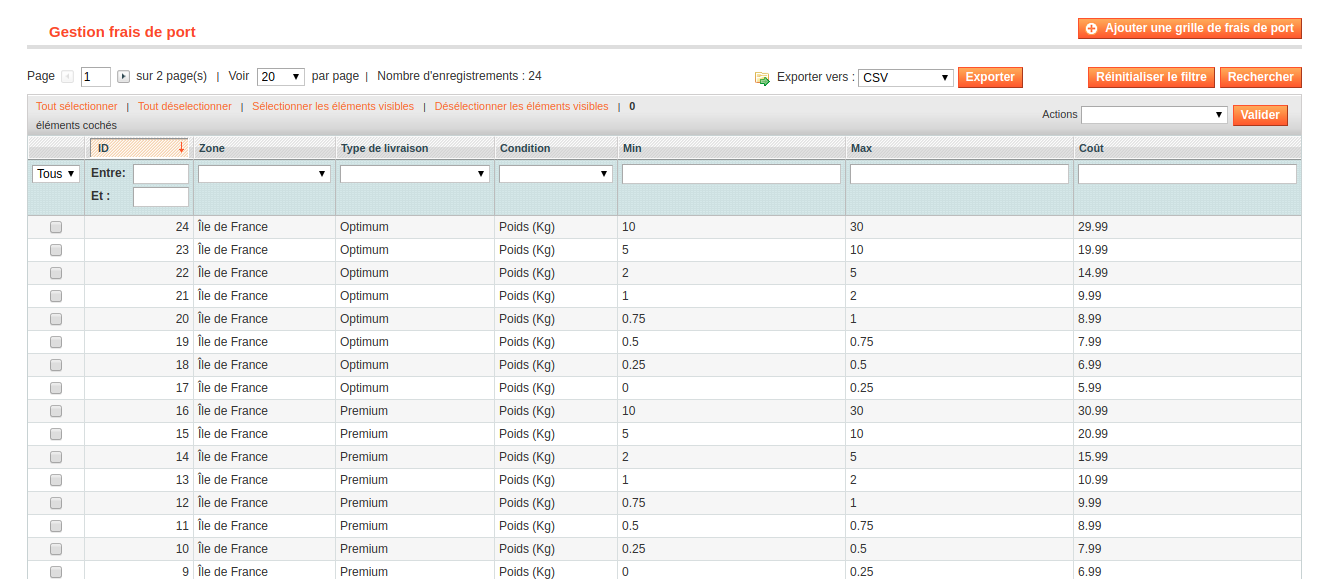 Gestion frais de port
Ajouter une grille de frais de port
Page 1 sur 2 page(s) | Voir 20 par page | Nombre d'enregistrements : 24 Exporter vers : CSV Exporter Réinitialiser le filtre Rechercher
Tout sélectionner | Tout déselectionner | Sélectionner les éléments visibles | Désélectionner les éléments visibles | 0
éléments cochés
Actions Valider
ID Zone Type de livraison Condition Min Max Coût
Tous Entre:
Et :
24 Île de France Optimum Poids (Kg) 10 30 29.99
23 Île de France Optimum Poids (Kg) 5 10 19.99
22 Île de France Optimum Poids (Kg) 2 5 14.99
21 Île de France Optimum Poids (Kg) 1 2 9.99
20 Île de France Optimum Poids (Kg) 0.75 1 8.99
19 Île de France Optimum Poids (Kg) 0.5 0.75 7.99
18 Île de France Optimum Poids (Kg) 0.25 0.5 6.99
17 Île de France Optimum Poids (Kg) 0 0.25 5.99
16 Île de France Premium Poids (Kg) 10 30 30.99
15 Île de France Premium Poids (Kg) 5 10 20.99
14 Île de France Premium Poids (Kg) 2 5 15.99
13 Île de France Premium Poids (Kg) 1 2 10.99
12 Île de France Premium Poids (Kg) 0.75 1 9.99
11 Île de France Premium Poids (Kg) 0.5 0.75 8.99
10 Île de France Premium Poids (Kg) 0.25 0.5 7.99
9 Île de France Premium Poids (Kg) 0 0.25 6.99